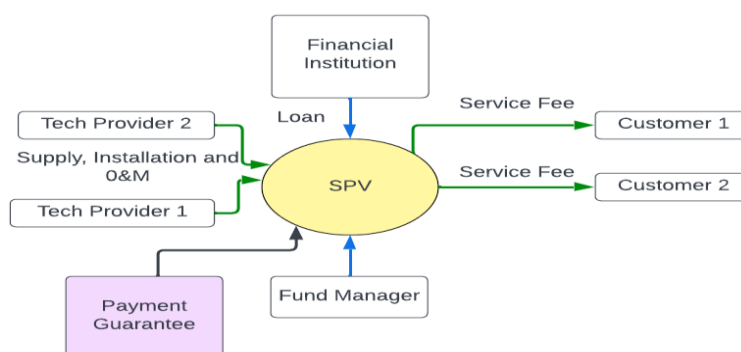 Financial
Institution
Loan
Service Fee
Tech Provider 2
Customer 1
Supply, Installation and
0&M
Service Fee
SPV
Customer 2
Tech Provider 1
Payment
Guarantee
Fund Manager